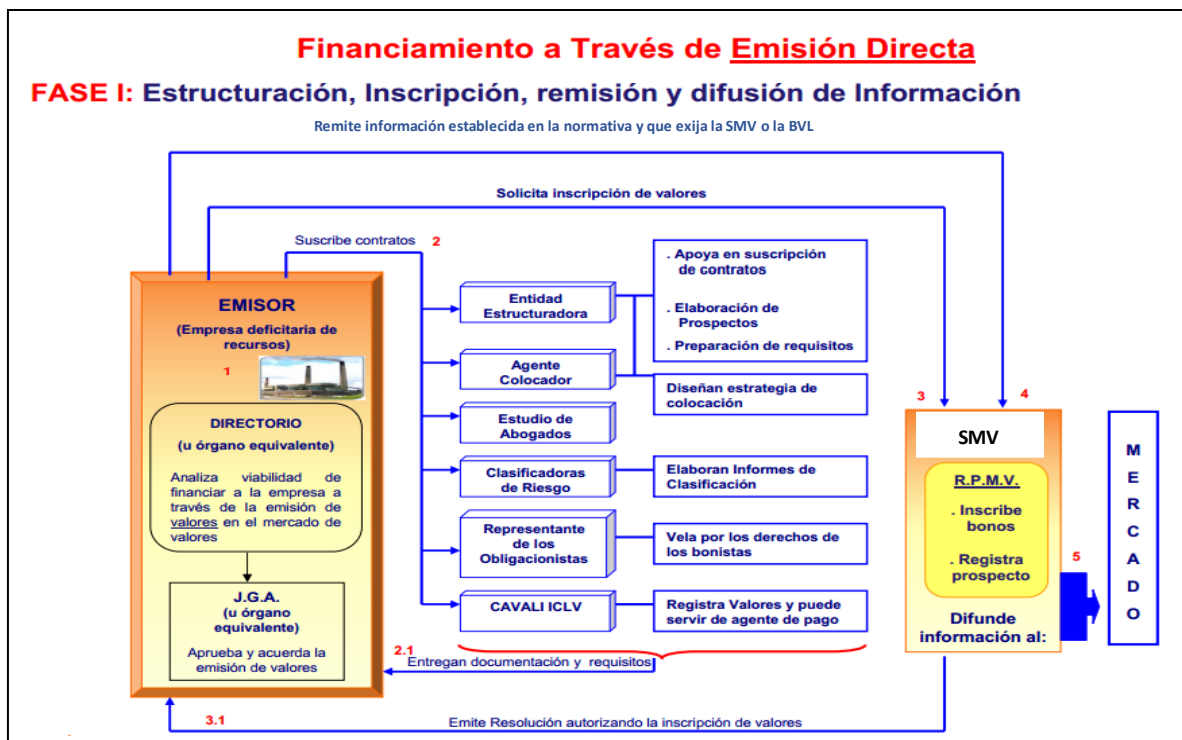 Financiamiento a Través de Emisión Directa
FASE I: Estructuración, Inscripción, remisión y difusión de Información
Remite información establecida en la normativa y que exija la SMV o la BVL
Solicita inscripción de valores
Suscribe contratos 2
EMISOR
(Empresa deficitaria de
recursos)
1
DIRECTORIO
(u órgano equivalente)
Analiza viabilidad de
financiar a la empresa a
través de la emisión de
valores en el mercado de
valores
J.G.A.
(u órgano
equivalente)
Aprueba y acuerda la
emisión de valores
Entidad
Estructuradora
Agente
Colocador
Estudio de
Abogados
Clasificadoras
de Riesgo
Representante
de los
Obligacionistas
CAVALI ICLV
. Apoya en suscripción
de contratos
. Elaboración de
Prospectos
. Preparación de requisitos
Diseñan estrategia de
colocación
Elaboran Informes de
Clasificación
Vela por los derechos de
los bonistas
Registra Valores y puede
servir de agente de pago
2.1
Entregan documentación y requisitos
3
4
SMV
R.P.M.V.
. Inscribe
bonos
. Registra
prospecto
Difunde
información al:
5
MERCADO
3.1
Emite Resolución autorizando la inscripción de valores